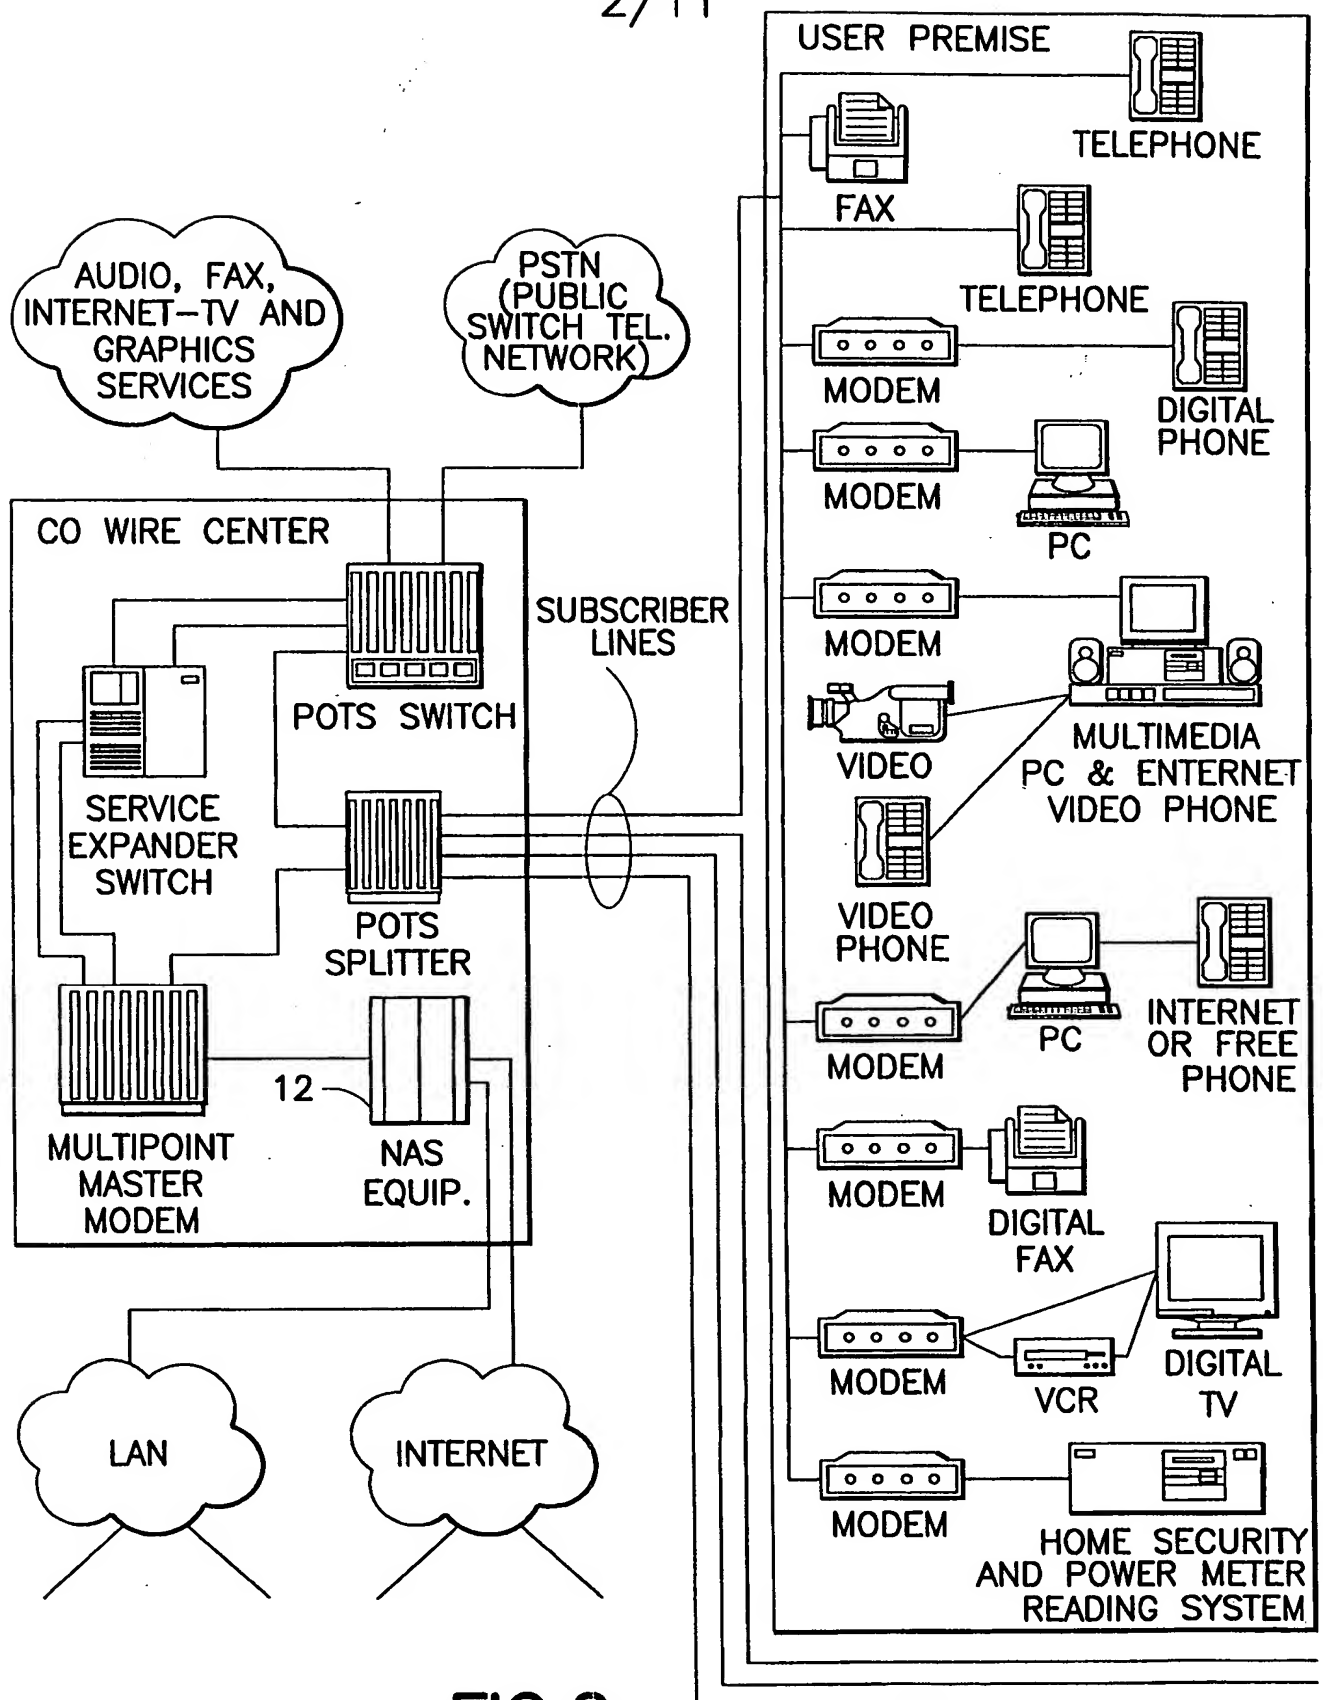 2/11
USER PREMISE
TELEPHONE
FAX
TELEPHONE
MODEM
DIGITAL
PHONE
MODEM
PC
MODEM
MULTIMEDIA
PC & ENTERNET
VIDEO PHONE
VIDEO
VIDEO
PHONE
PC
INTERNET
OR FREE
PHONE
MODEM
MODEM
DIGITAL
FAX
MODEM
VCR
DIGITAL
TV
MODEM
HOME SECURITY
AND POWER METER
READING SYSTEM
AUDIO, FAX,
INTERNET-TV AND
GRAPHICS
SERVICES
PSTN
(PUBLIC
SWITCH TEL.
NETWORK)
CO WIRE CENTER
POTS SWITCH
SUBSCRIBER
LINES
SERVICE
EXPANDER
SWITCH
POTS
SPLITTER
MULTIPOINT
MASTER
MODEM
12
NAS
EQUIP.
LAN
INTERNET